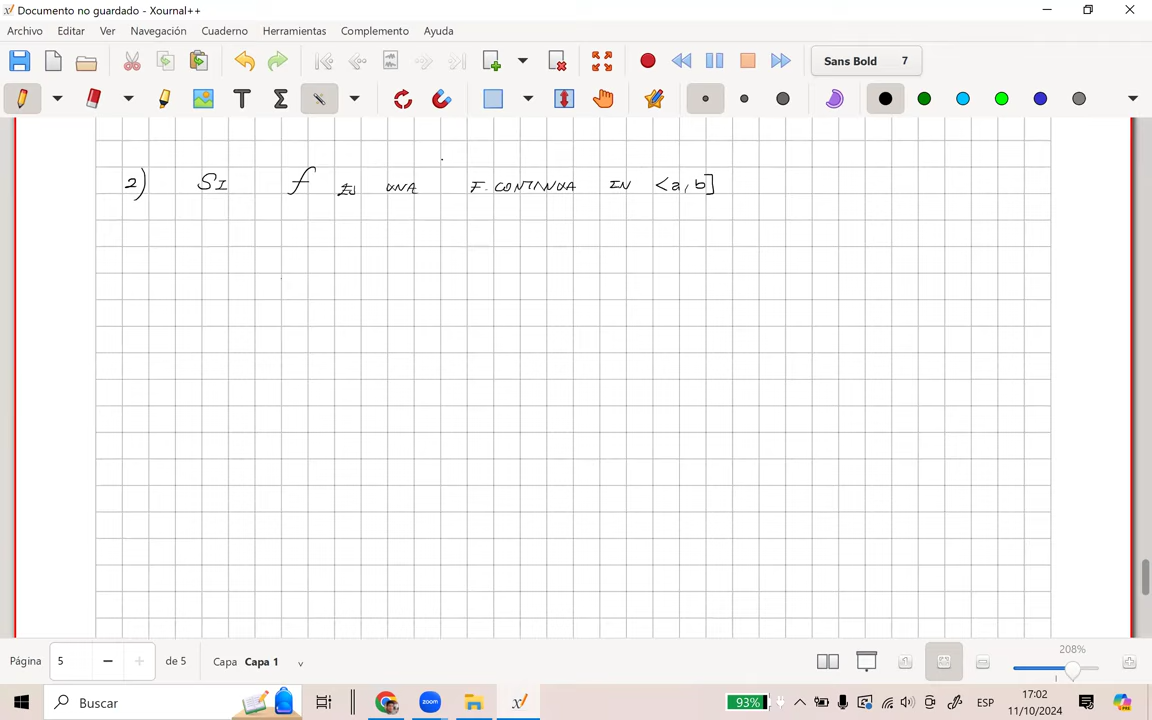 Documento no guardado - Xournal++
Archivo Editar Ver Navegación Cuaderno Herramientas Complemento Ayuda
Sans Bold 7
2) SI f ES UNA F. CONTINUA EN <a, b]
Página 5 de 5 Capa Capa 1 208%
Buscar zoom 93% ESP 17:02
11/10/2024